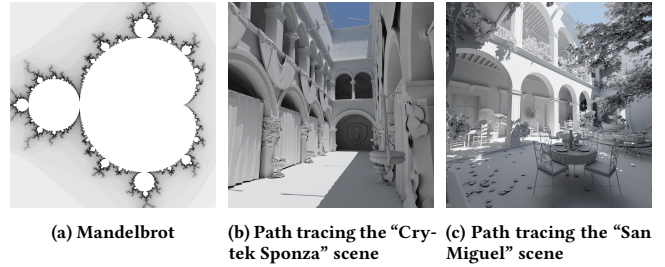 (a) Mandelbrot
(b) Path tracing the “Cry-
tek Sponza” scene
(c) Path tracing the “San
Miguel” scene